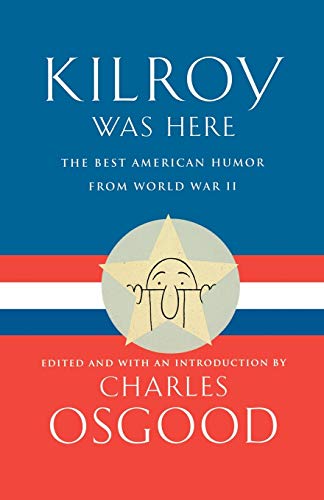 KILROY
WAS HERE
THE BEST AMERICAN HUMOR
FROM WORLD WAR II
EDITED AND WITH AN INTRODUCTION BY
CHARLES
OSGOOD